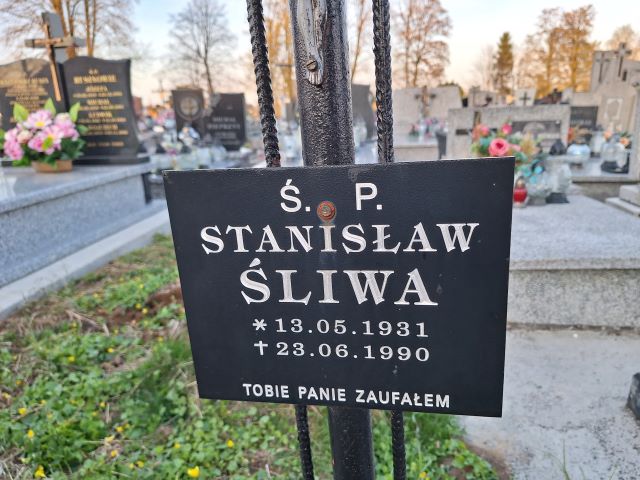 Ś. P.
STANISŁAW
ŚLIWA
* 13.05.1931
✝ 23.06.1990
TOBIE PANIE ZAUFAŁEM